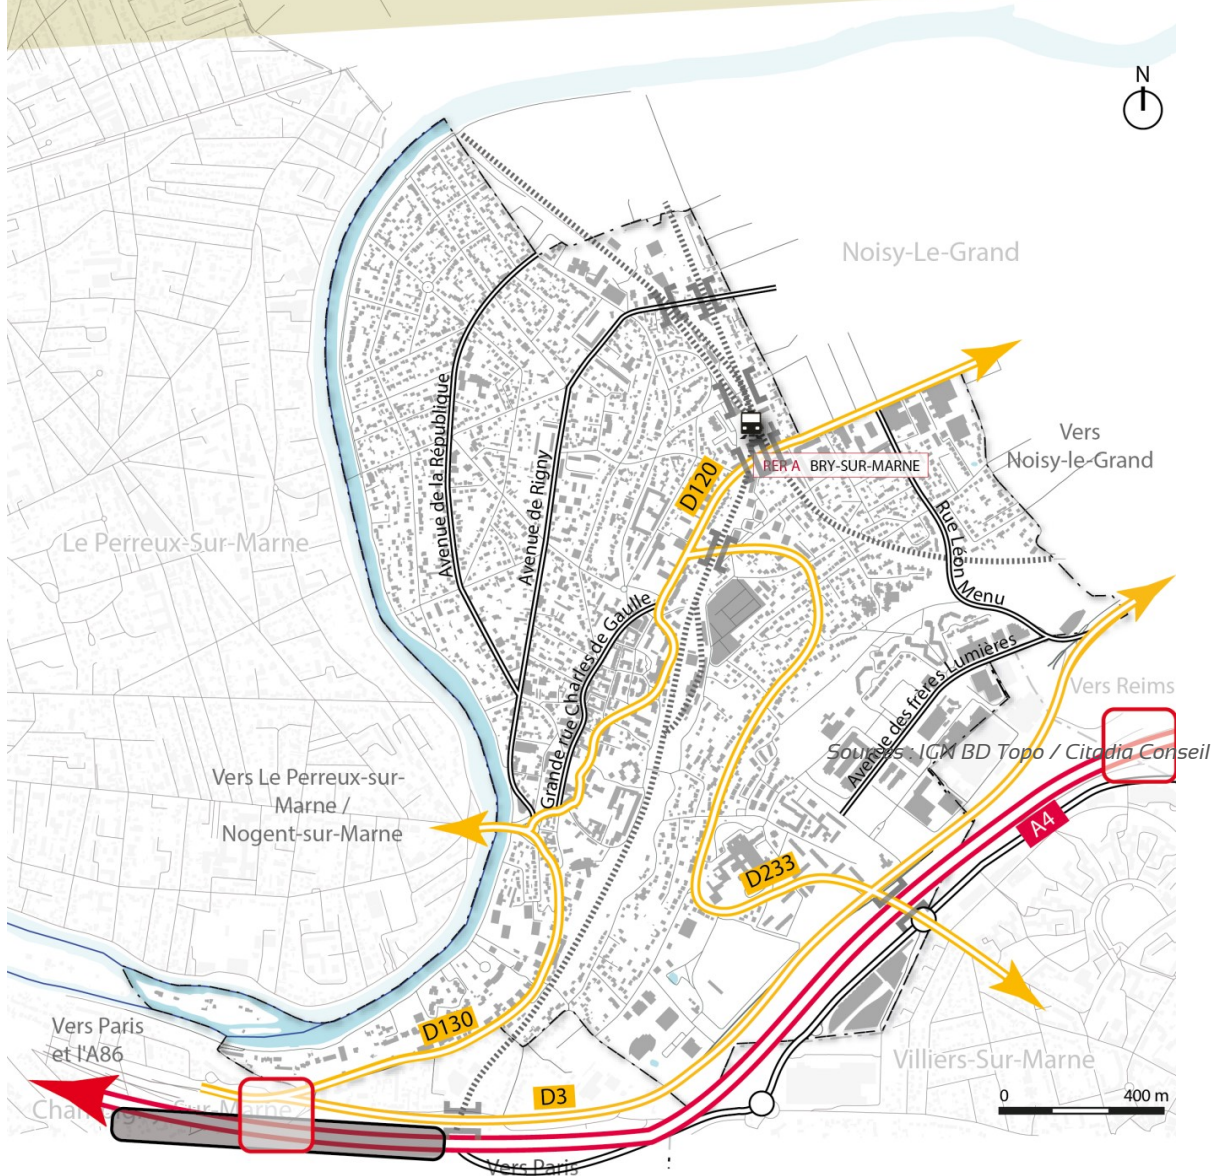 N
Noisy-Le-Grand
Vers
Noisy-le-Grand
Avenue de la République
Avenue de Rigny
D120
RER A BRY-SUR-MARNE
Le Perreux-Sur-Marne
Rue Léon Menu
Grande rue Charles de Gaulle
Avenue des frères Lumières
Vers Reims
Sources : IGN BD Topo / Citadia Conseil
Vers Le Perreux-sur-
Marne /
Nogent-sur-Marne
A4
D233
D130
Vers Paris
et l'A86
Villiers-Sur-Marne
D3
0 400 m
Vers Paris